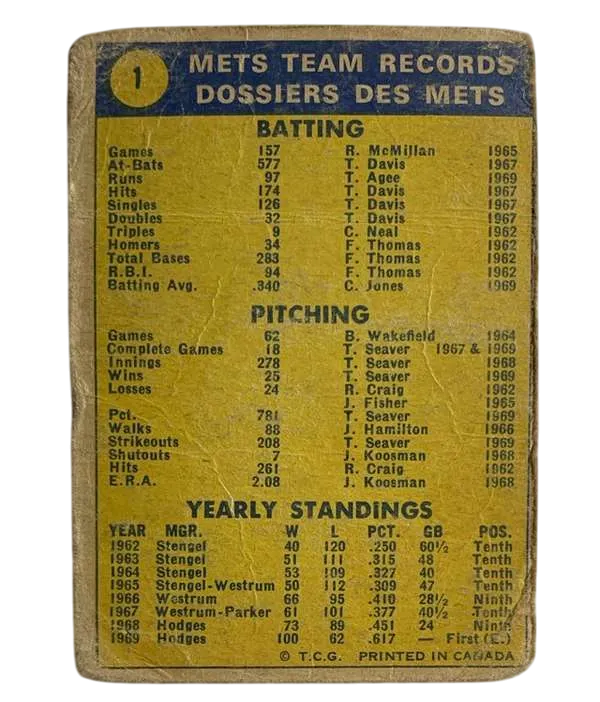 1
METS TEAM RECORDS
DOSSIERS DES METS
BATTING
Games 157 R. McMillan 1965
At-Bats 577 T. Davis 1967
Runs 97 T. Agee 1969
Hits 174 T. Davis 1967
Singles 126 T. Davis 1967
Doubles 32 T. Davis 1967
Triples 9 C. Neal 1962
Homers 34 F. Thomas 1962
Total Bases 283 F. Thomas 1962
R.B.I. 94 F. Thomas 1962
Batting Avg. .340 C. Jones 1969
PITCHING
Games 62 B. Wakefield 1964
Complete Games 18 T. Seaver 1967 & 1969
Innings 278 T. Seaver 1968
Wins 25 T. Seaver 1969
Losses 24 R. Craig 1962
J. Fisher 1965
Pct. 781 T. Seaver 1969
Walks 88 J. Hamilton 1966
Strikeouts 208 T. Seaver 1969
Shutouts 7 J. Koosman 1968
Hits 261 R. Craig 1962
E.R.A. 2.08 J. Koosman 1968
YEARLY STANDINGS
YEAR MGR. W L PCT. GB POS.
1962 Stengel 40 120 .250 60½ Tenth
1963 Stengel 51 111 .315 48 Tenth
1964 Stengel 53 109 .327 40 Tenth
1965 Stengel-Westrum 50 112 .309 47 Tenth
1966 Westrum 66 95 .410 28½ Ninth
1967 Westrum-Parker 61 101 .377 40½ Tenth
1968 Hodges 73 89 .451 24 Ninth
1969 Hodges 100 62 .617 — First (E.)
© T.C.G. PRINTED IN CANADA